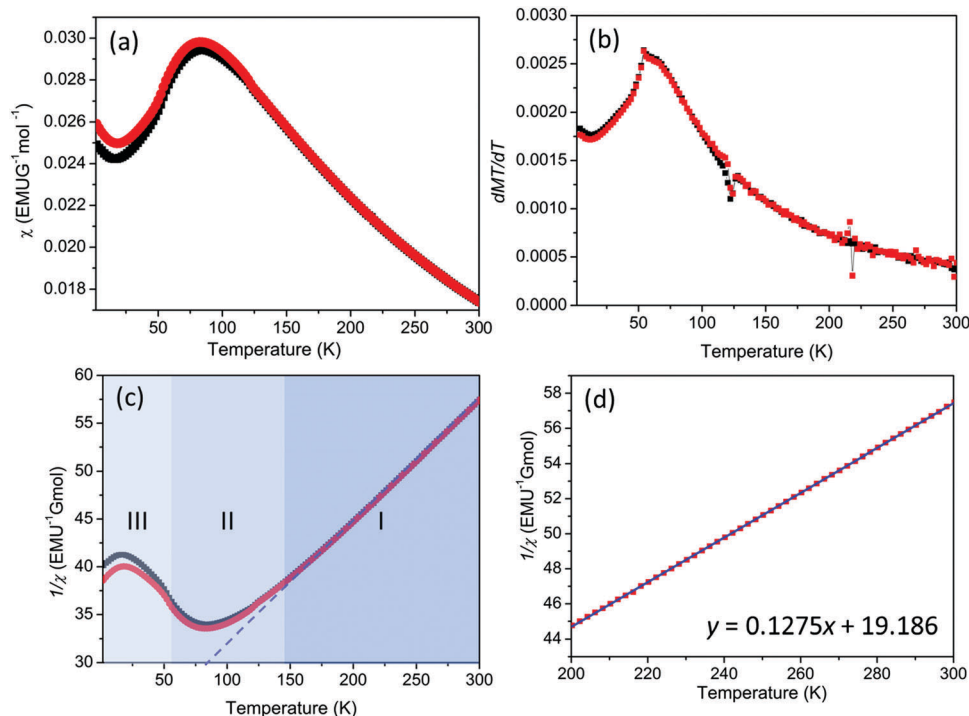 (a)
χ (EMUG⁻¹mol ⁻¹)
0.030
0.028
0.026
0.024
0.022
0.020
0.018
50 100 150 200 250 300
Temperature (K)
(b)
dMT/dT
0.0030
0.0025
0.0020
0.0015
0.0010
0.0005
0.0000
50 100 150 200 250 300
Temperature (K)
(c)
1/χ (EMU⁻¹Gmol)
60
55
50
45
40
35
30
III II I
50 100 150 200 250 300
Temperature (K)
(d)
1/χ (EMU⁻¹Gmol)
58
56
54
52
50
48
46
44
y = 0.1275x + 19.186
200 220 240 260 280 300
Temperature (K)